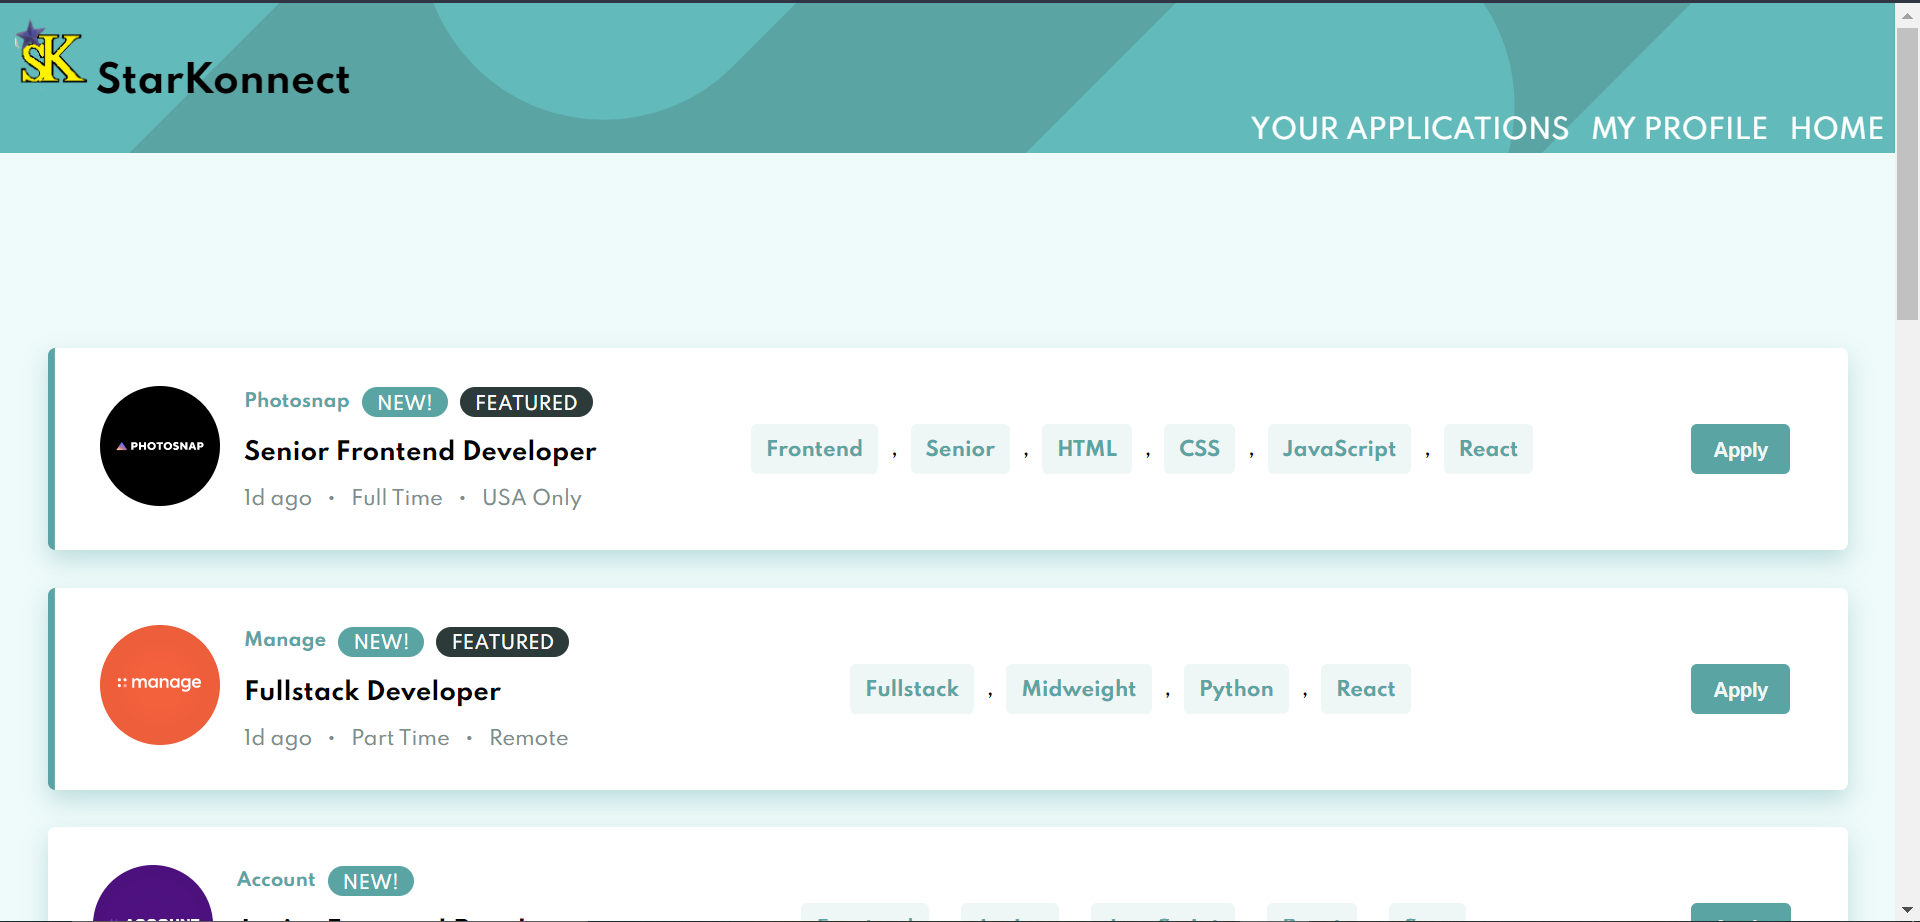 SK StarKonnect
YOUR APPLICATIONS MY PROFILE HOME
PHOTOSNAP
Photosnap NEW! FEATURED
Senior Frontend Developer
1d ago • Full Time • USA Only
Frontend , Senior , HTML , CSS , JavaScript , React
Apply
:: manage
Manage NEW! FEATURED
Fullstack Developer
1d ago • Part Time • Remote
Fullstack , Midweight , Python , React
Apply
Account NEW!